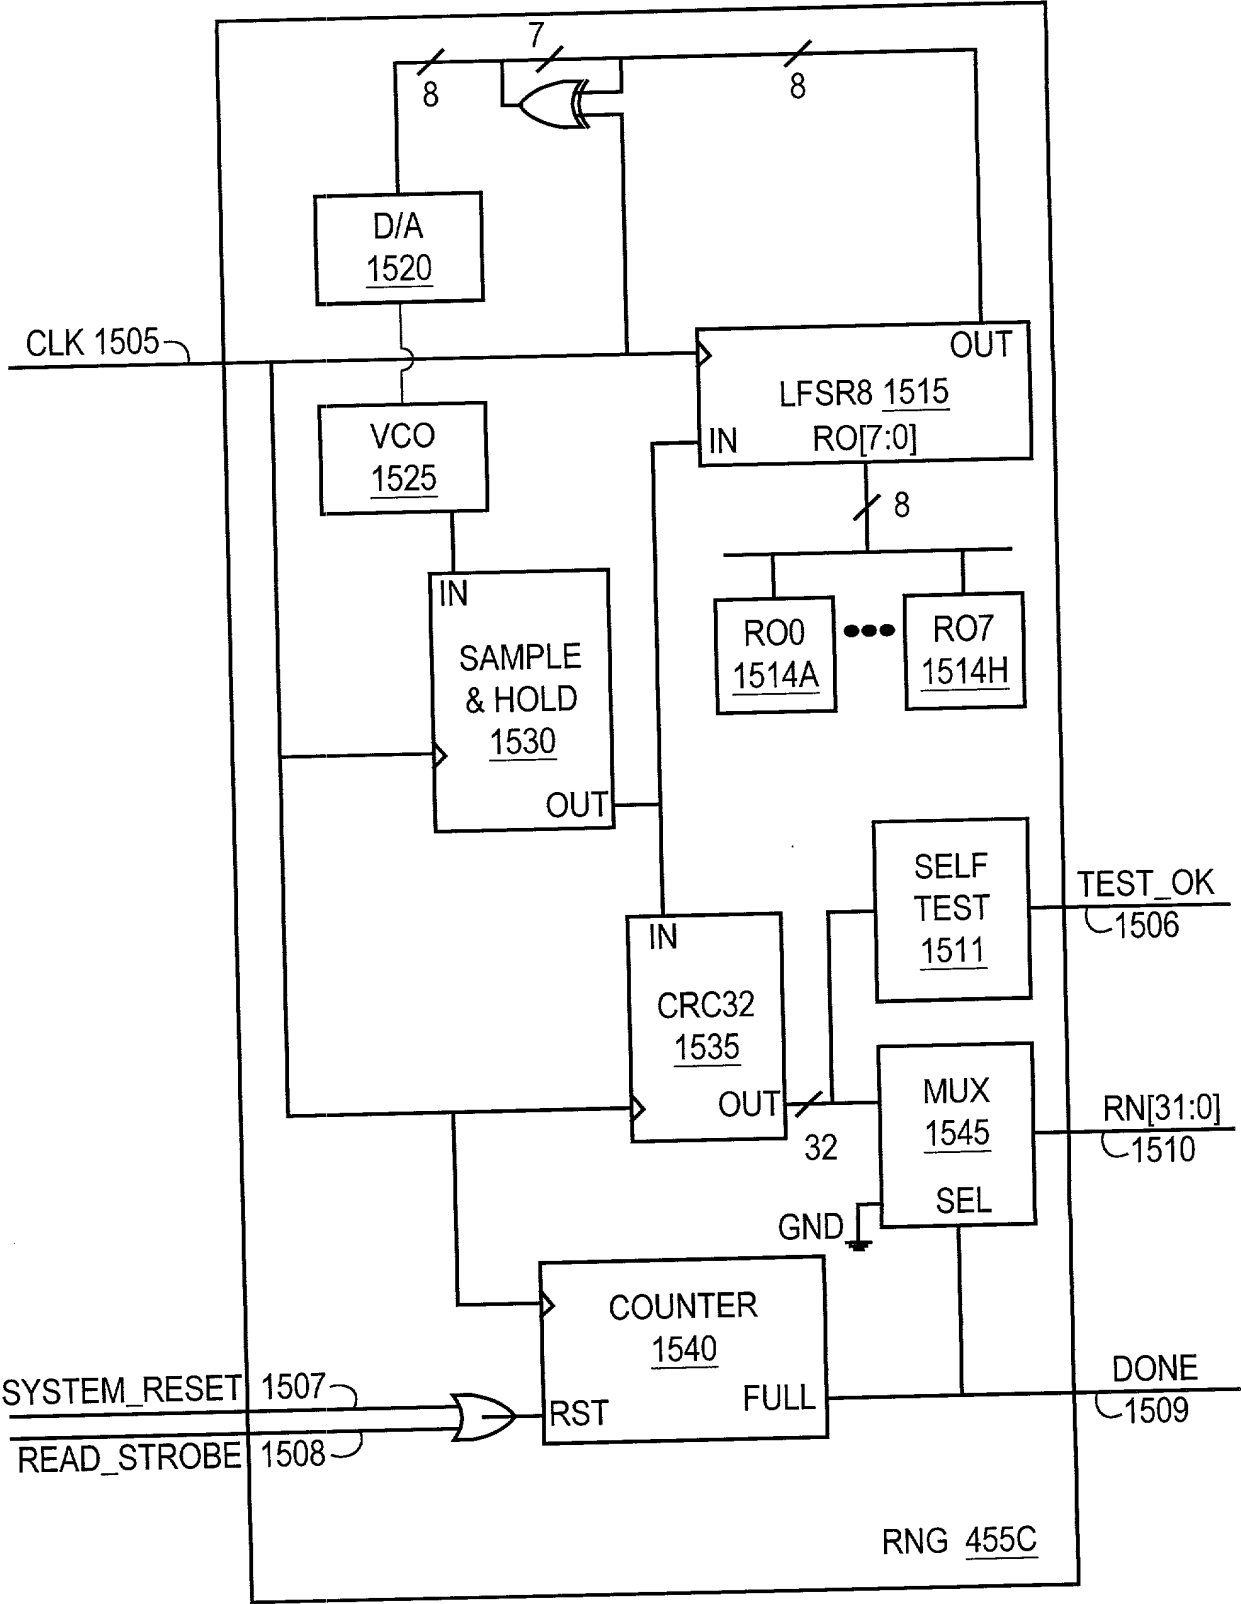 7
8
8
D/A
1520
CLK 1505
OUT
LFSR8 1515
IN
RO[7:0]
VCO
1525
8
IN
RO0
1514A
RO7
1514H
SAMPLE
& HOLD
1530
OUT
SELF
TEST
1511
TEST_OK
1506
IN
CRC32
1535
OUT
32
MUX
1545
SEL
RN[31:0]
1510
GND
COUNTER
1540
RST
FULL
DONE
1509
SYSTEM_RESET 1507
READ_STROBE 1508
RNG 455C